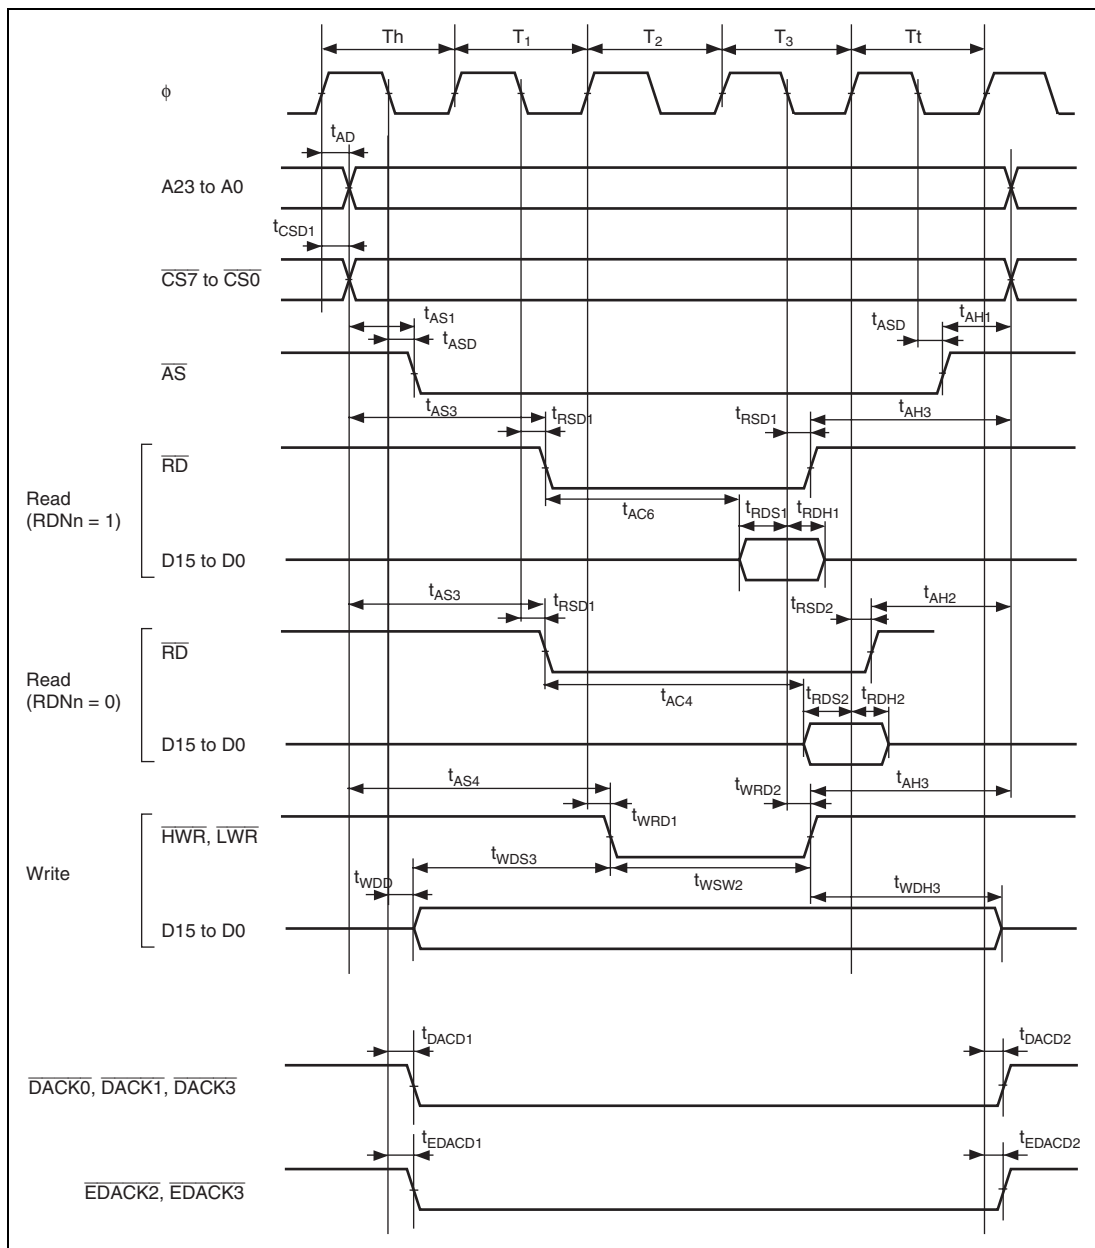 Th T1 T2 T3 Tt
ϕ
tAD
A23 to A0
tCSD1
CS7 to CS0
tAS1 tASD tAH1
tASD
AS
tAS3 tRSD1 tRSD1 tAH3
RD
Read
(RDNn = 1)
tAC6 tRDS1 tRDH1
D15 to D0
tAS3 tRSD1 tRSD2 tAH2
RD
Read
(RDNn = 0)
tAC4 tRDS2 tRDH2
D15 to D0
tAS4 tWRD1 tWRD2 tAH3
HWR, LWR
Write
tWDD tWDS3 tWSW2 tWDH3
D15 to D0
tDACD1 tDACD2
DACK0, DACK1, DACK3
tEDACD1 tEDACD2
EDACK2, EDACK3